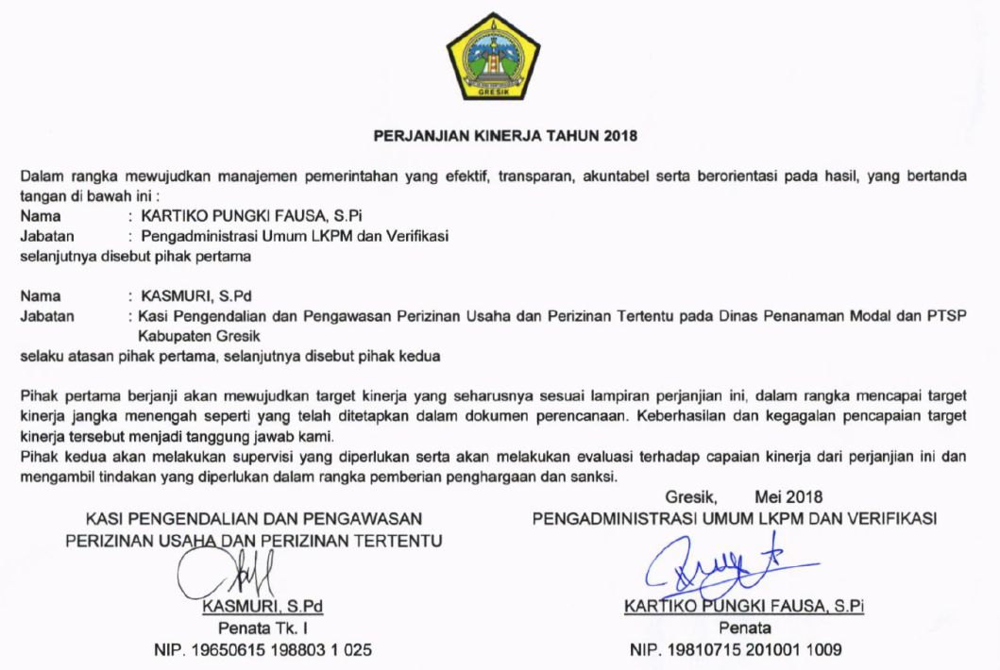 GRESIK
PERJANJIAN KINERJA TAHUN 2018
Dalam rangka mewujudkan manajemen pemerintahan yang efektif, transparan, akuntabel serta berorientasi pada hasil, yang bertanda
tangan di bawah ini :
Nama : KARTIKO PUNGKI FAUSA, S.Pi
Jabatan : Pengadministrasi Umum LKPM dan Verifikasi
selanjutnya disebut pihak pertama
Nama : KASMURI, S.Pd
Jabatan : Kasi Pengendalian dan Pengawasan Perizinan Usaha dan Perizinan Tertentu pada Dinas Penanaman Modal dan PTSP
Kabupaten Gresik
selaku atasan pihak pertama, selanjutnya disebut pihak kedua
Pihak pertama berjanji akan mewujudkan target kinerja yang seharusnya sesuai lampiran perjanjian ini, dalam rangka mencapai target
kinerja jangka menengah seperti yang telah ditetapkan dalam dokumen perencanaan. Keberhasilan dan kegagalan pencapaian target
kinerja tersebut menjadi tanggung jawab kami.
Pihak kedua akan melakukan supervisi yang diperlukan serta akan melakukan evaluasi terhadap capaian kinerja dari perjanjian ini dan
mengambil tindakan yang diperlukan dalam rangka pemberian penghargaan dan sanksi.
Gresik, Mei 2018
KASI PENGENDALIAN DAN PENGAWASAN
PERIZINAN USAHA DAN PERIZINAN TERTENTU
KASMURI, S.Pd
Penata Tk. I
NIP. 19650615 198803 1 025
PENGADMINISTRASI UMUM LKPM DAN VERIFIKASI
KARTIKO PUNGKI FAUSA, S.Pi
Penata
NIP. 19810715 201001 1009